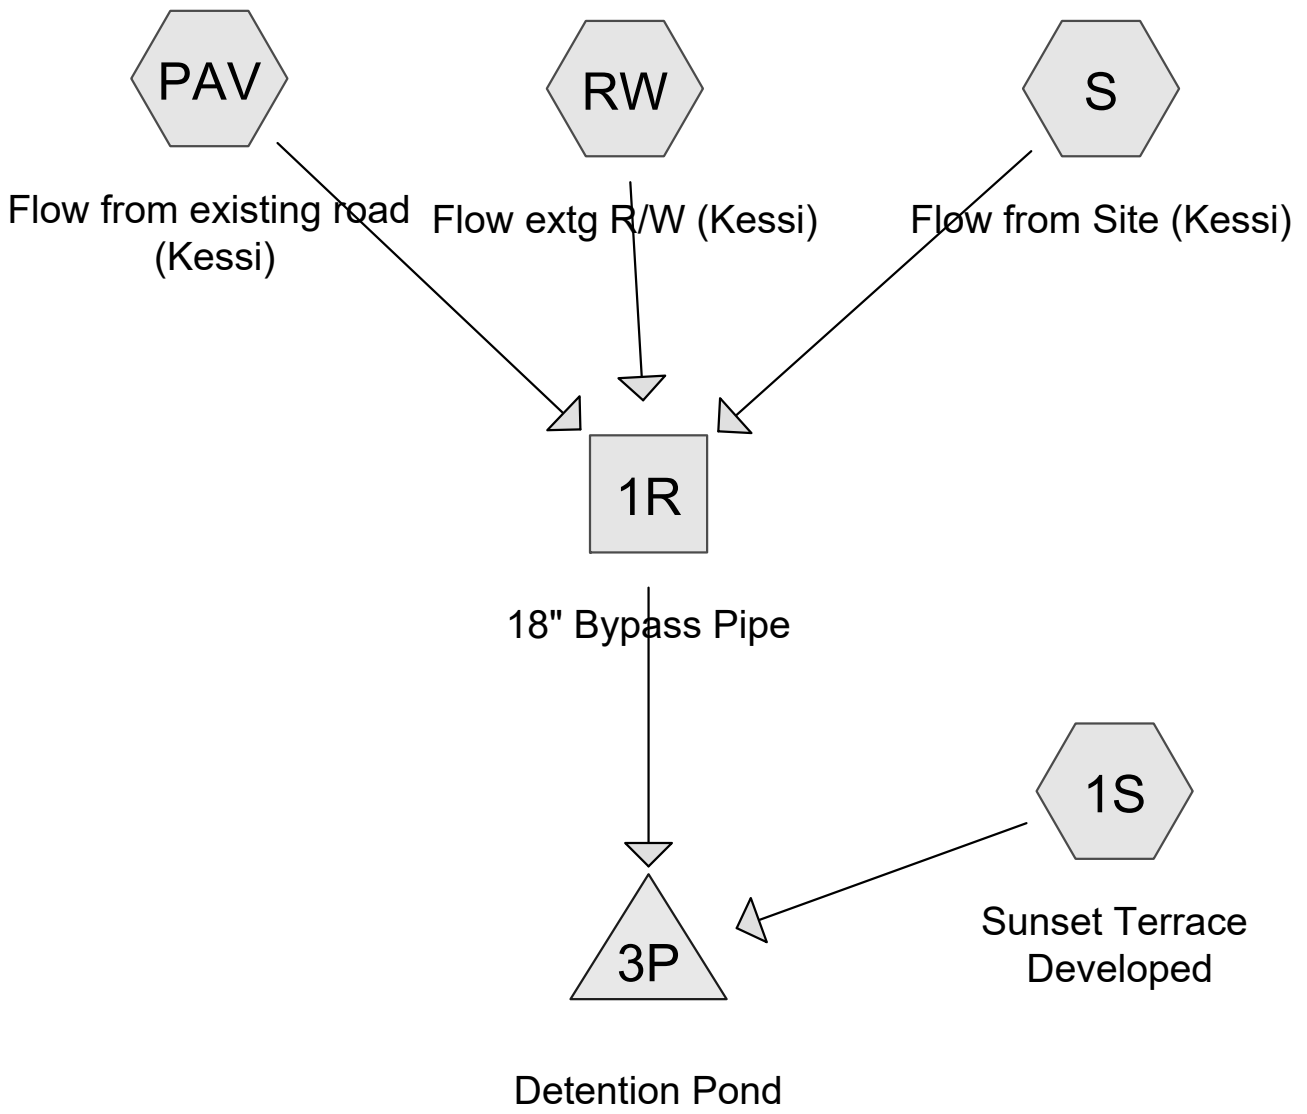 PAV
RW
S
Flow from existing road
(Kessi)
Flow extg R/W (Kessi)
Flow from Site (Kessi)
1R
18" Bypass Pipe
1S
Sunset Terrace
Developed
3P
Detention Pond